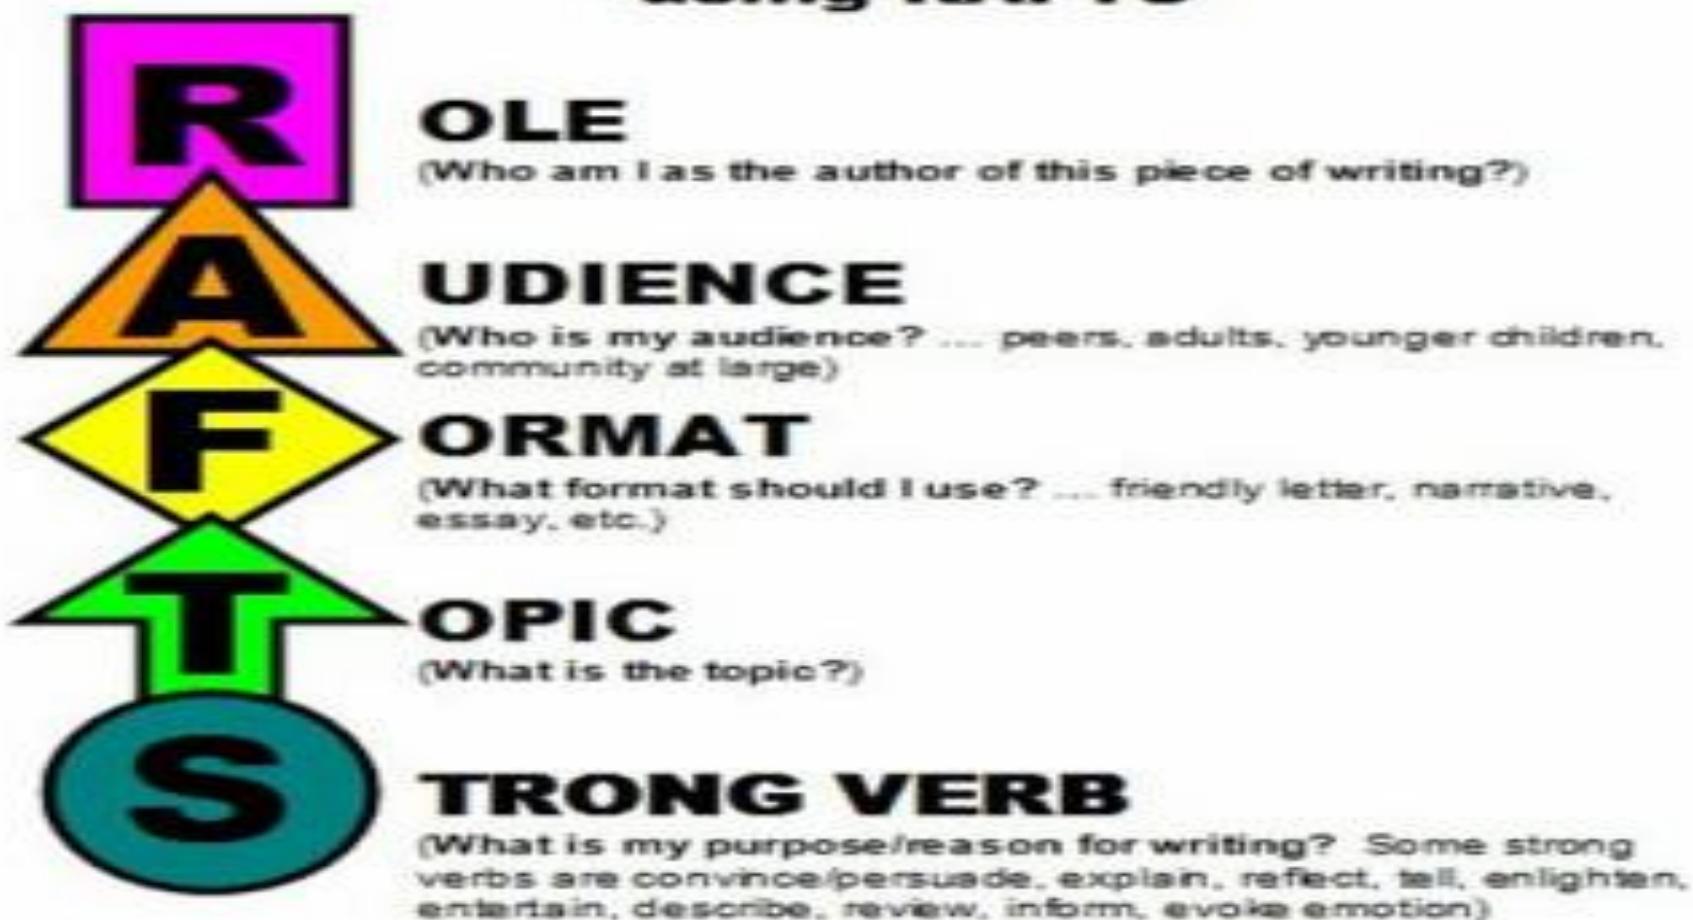 using RAFTS
R OLE
(Who am I as the author of this piece of writing?)
A UDIENCE
(Who is my audience? ... peers, adults, younger children,
community at large)
F ORMAT
(What format should I use? ... friendly letter, narrative,
essay, etc.)
T OPIC
(What is the topic?)
S TRONG VERB
(What is my purpose/reason for writing? Some strong
verbs are convince/persuade, explain, reflect, tell, enlighten,
entertain, describe, review, inform, evoke emotion)